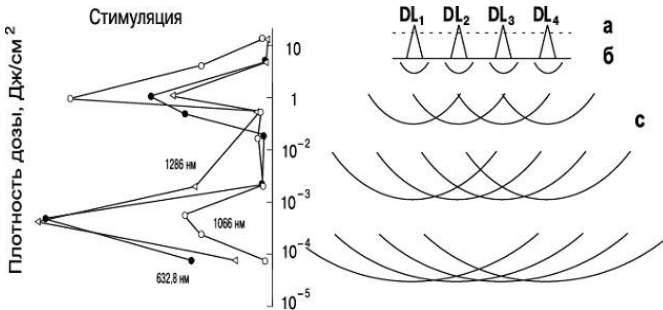 Стимуляция
Плотность дозы, Дж/см²
10
1
10⁻²
10⁻³
10⁻⁴
10⁻⁵
1286 нм
1066 нм
632,8 нм
DL₁ DL₂ DL₃ DL₄
а
б
с